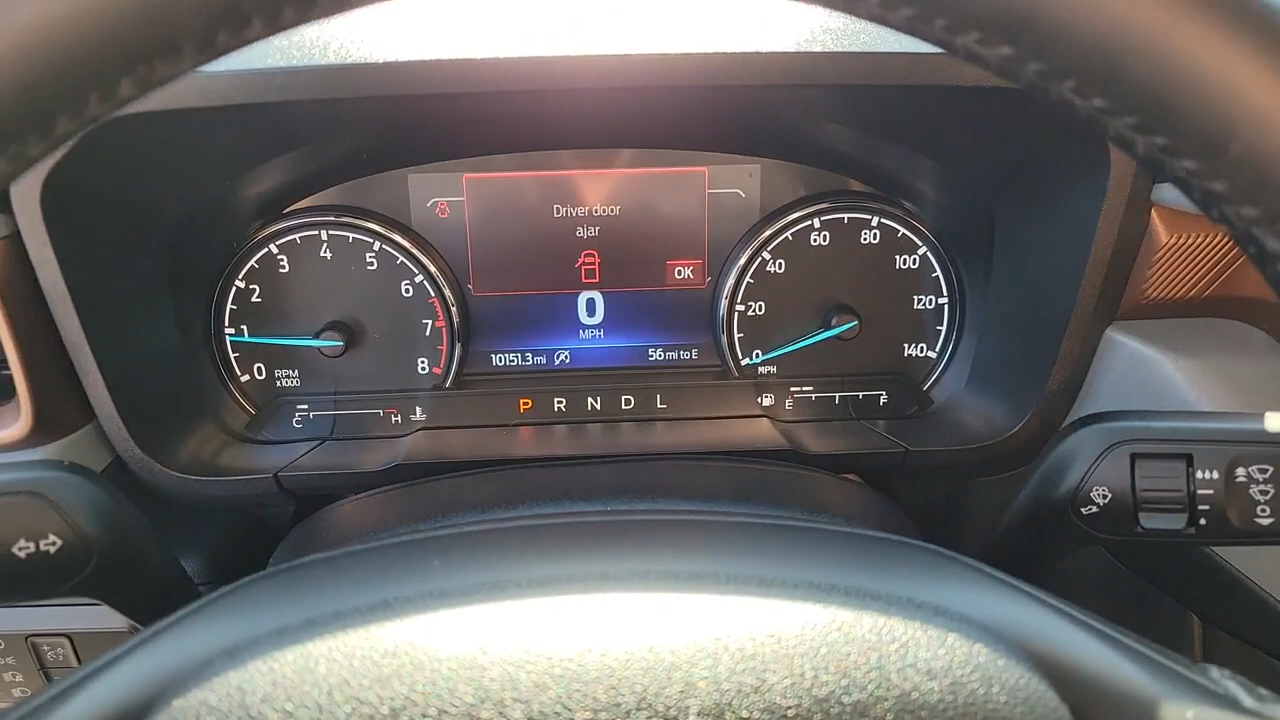 Driver door
ajar
OK
0
MPH
10151.3 mi
56 mi to E
0 1 2 3 4 5 6 7 8
RPM
x1000
0 20 40 60 80 100 120 140
MPH
C H
P R N D L
E F